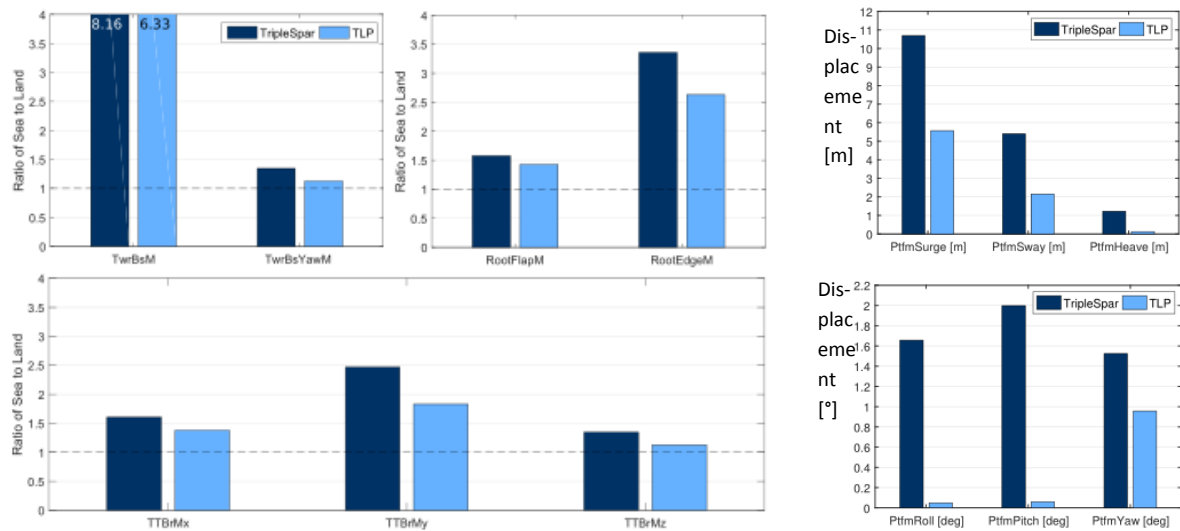 Ratio of Sea to Land
4
3.5
3
2.5
2
1.5
1
0.5
0
8.16
6.33
TripleSpar TLP
TwrBsM TwrBsYawM
Ratio of Sea to Land
4
3.5
3
2.5
2
1.5
1
0.5
0
RootFlapM RootEdgeM
Dis-
plac
eme
nt
[m]
12
11
10
9
8
7
6
5
4
3
2
1
0
TripleSpar TLP
PtfmSurge [m] PtfmSway [m] PtfmHeave [m]
Ratio of Sea to Land
4
3.5
3
2.5
2
1.5
1
0.5
0
TTBrMx TTBrMy TTBrMz
Dis-
plac
eme
nt
[°]
2.2
2
1.8
1.6
1.4
1.2
1
0.8
0.6
0.4
0.2
0
TripleSpar TLP
PtfmRoll [deg] PtfmPitch [deg] PtfmYaw [deg]